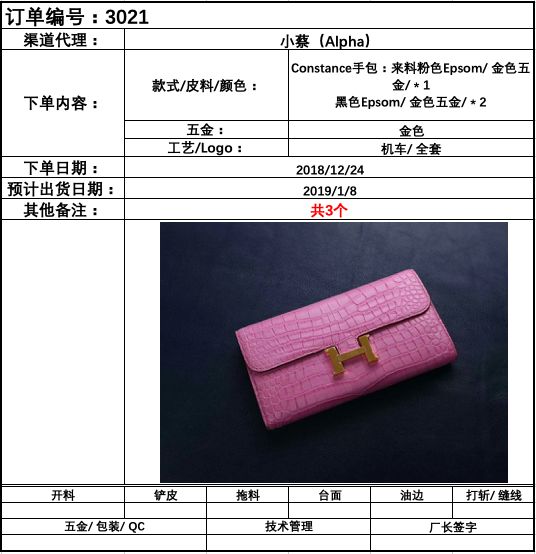 订单编号：3021
渠道代理：
小蔡（Alpha）
下单内容：
款式/皮料/颜色：
Constance手包：来料粉色Epsom/ 金色五
金/﹡1
黑色Epsom/ 金色五金/﹡2
五金：
金色
工艺/Logo：
机车/ 全套
下单日期：
2018/12/24
预计出货日期：
2019/1/8
其他备注：
共3个
开料
铲皮
拖料
台面
油边
打斩/ 缝线
五金/ 包装/ QC
技术管理
厂长签字